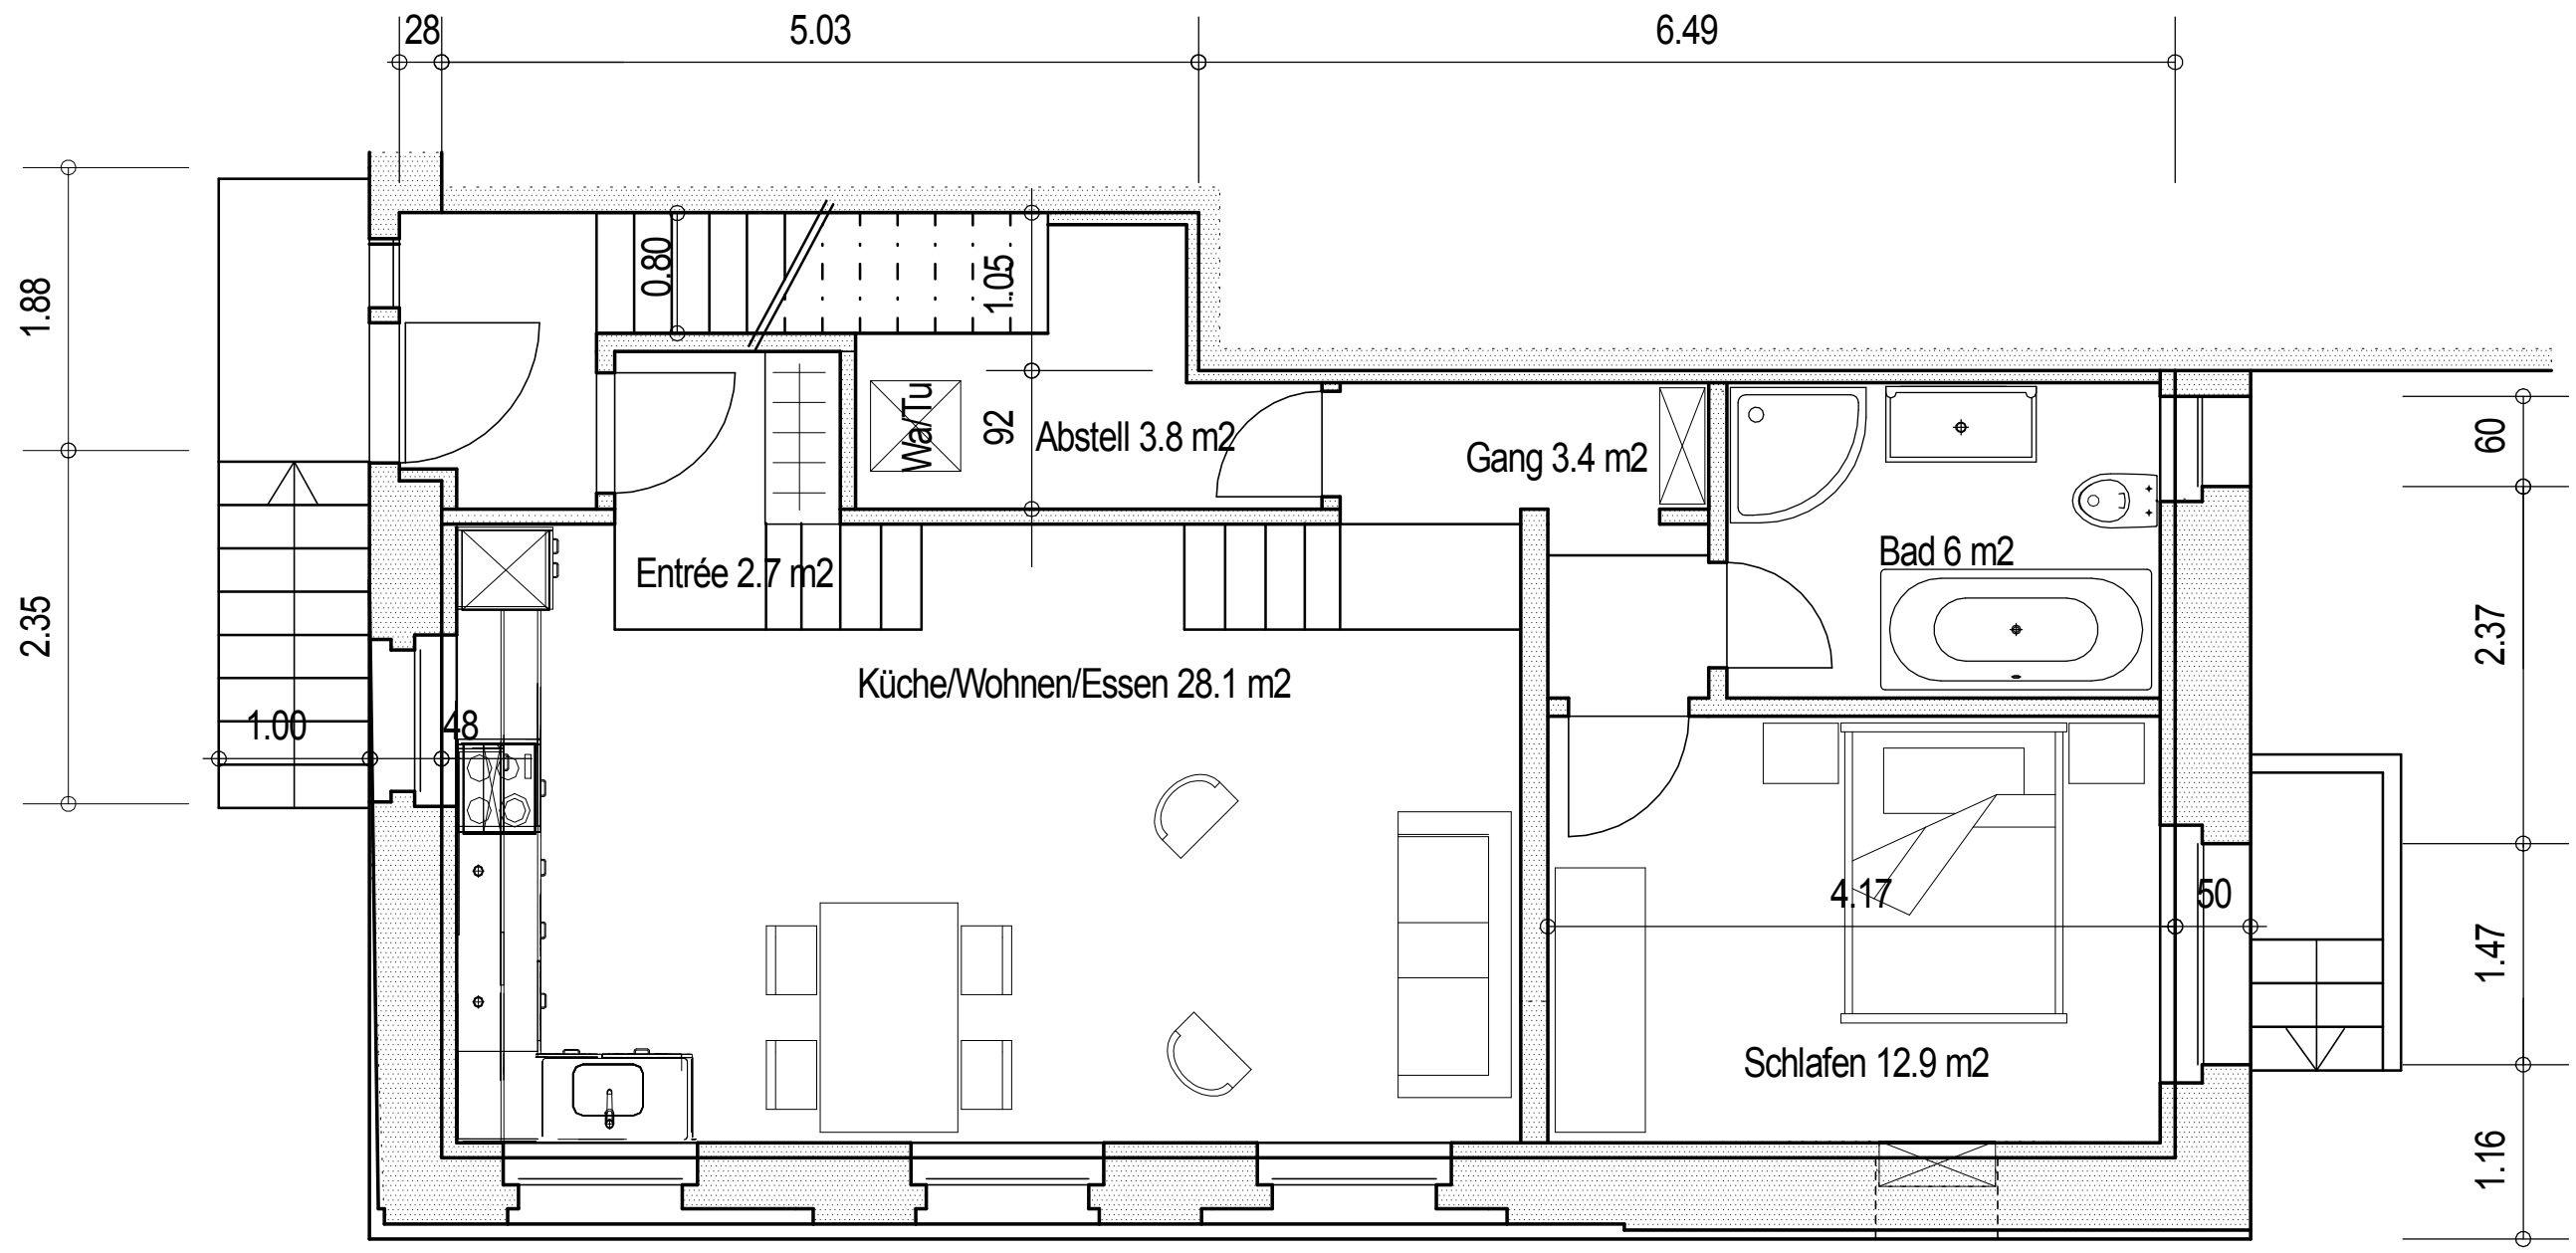 28
5.03
6.49
1.88
0.80
1.05
60
92
Wa/Tu
Abstell 3.8 m2
Gang 3.4 m2
Bad 6 m2
Entrée 2.7 m2
2.35
2.37
Küche/Wohnen/Essen 28.1 m2
1.00
48
4.17
50
1.47
Schlafen 12.9 m2
1.16